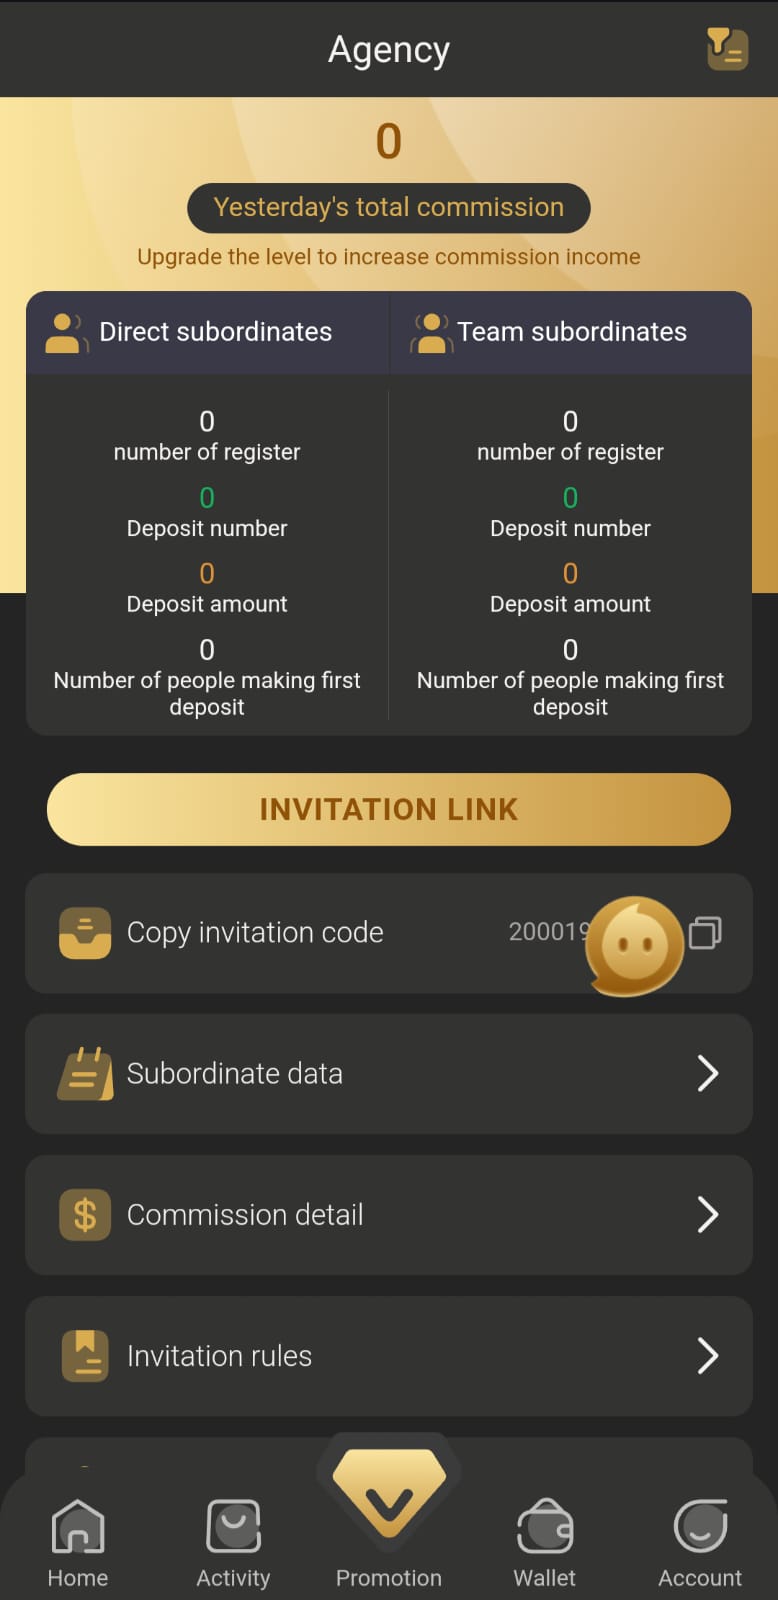 Agency
0
Yesterday's total commission
Upgrade the level to increase commission income
Direct subordinates
Team subordinates
0
number of register
0
Deposit number
0
Deposit amount
0
Number of people making first
deposit
0
number of register
0
Deposit number
0
Deposit amount
0
Number of people making first
deposit
INVITATION LINK
Copy invitation code
Subordinate data
$
Commission detail
Invitation rules
Home
Activity
Promotion
Wallet
Account